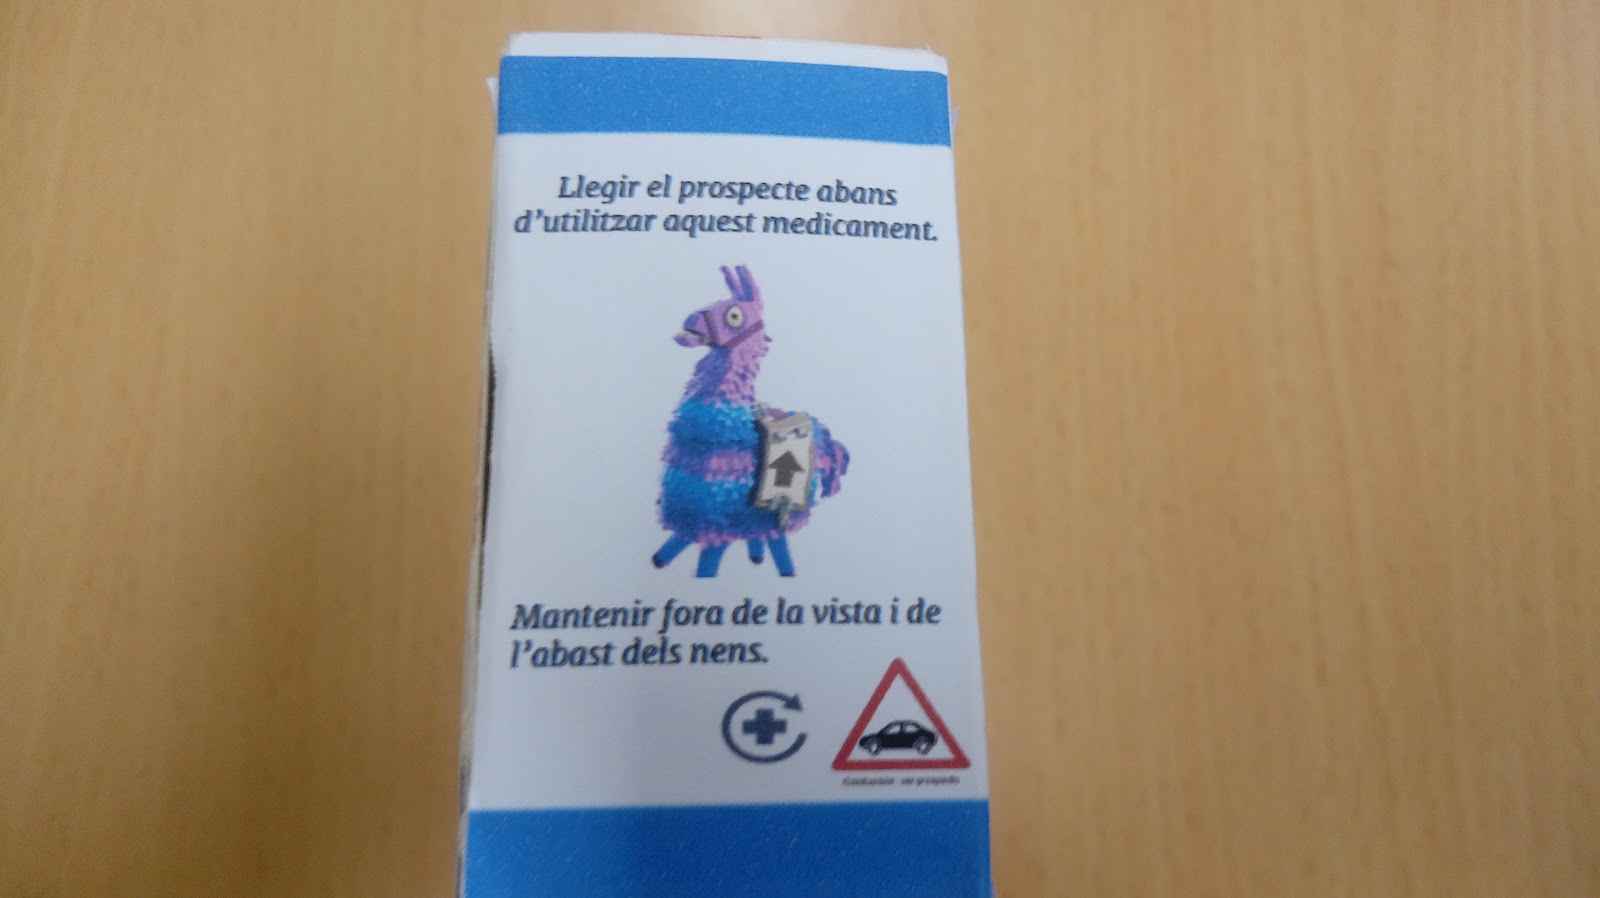 Llegir el prospecte abans
d'utilitzar aquest medicament.
Mantenir fora de la vista i de
l'abast dels nens.